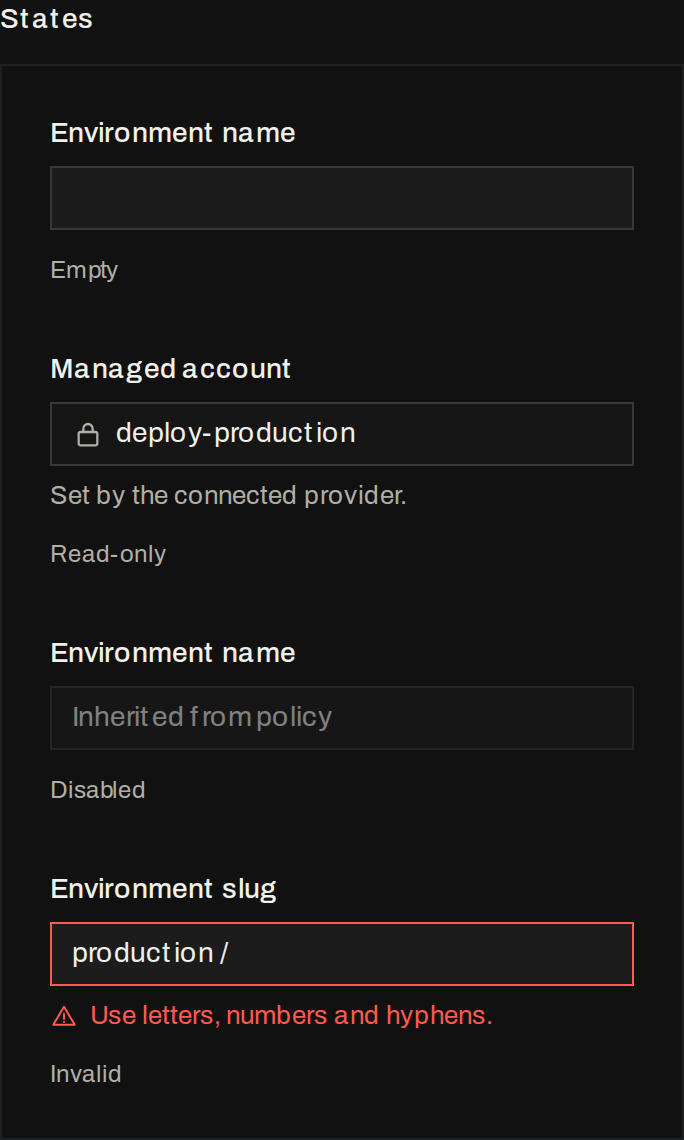 States
Environment name
Empty
Managed account
deploy-production
Set by the connected provider.
Read-only
Environment name
Inherited from policy
Disabled
Environment slug
production/
Use letters, numbers and hyphens.
Invalid